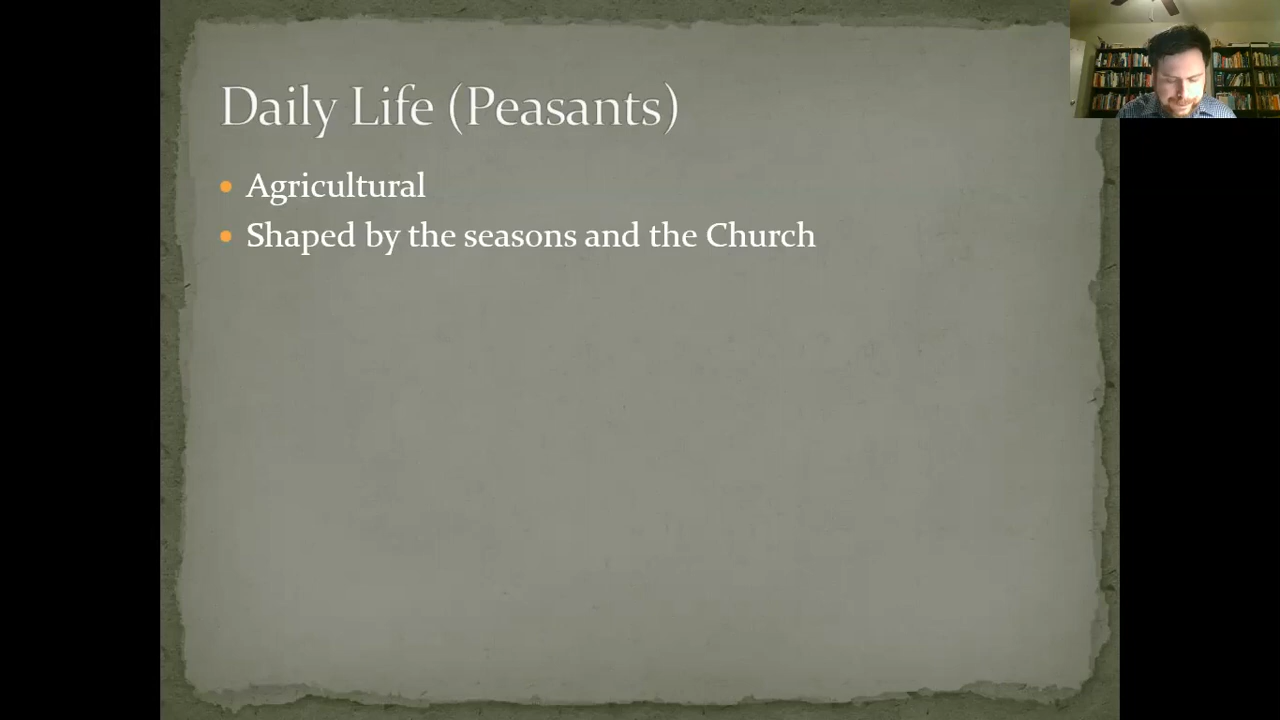 Daily Life (Peasants)
Agricultural
Shaped by the seasons and the Church